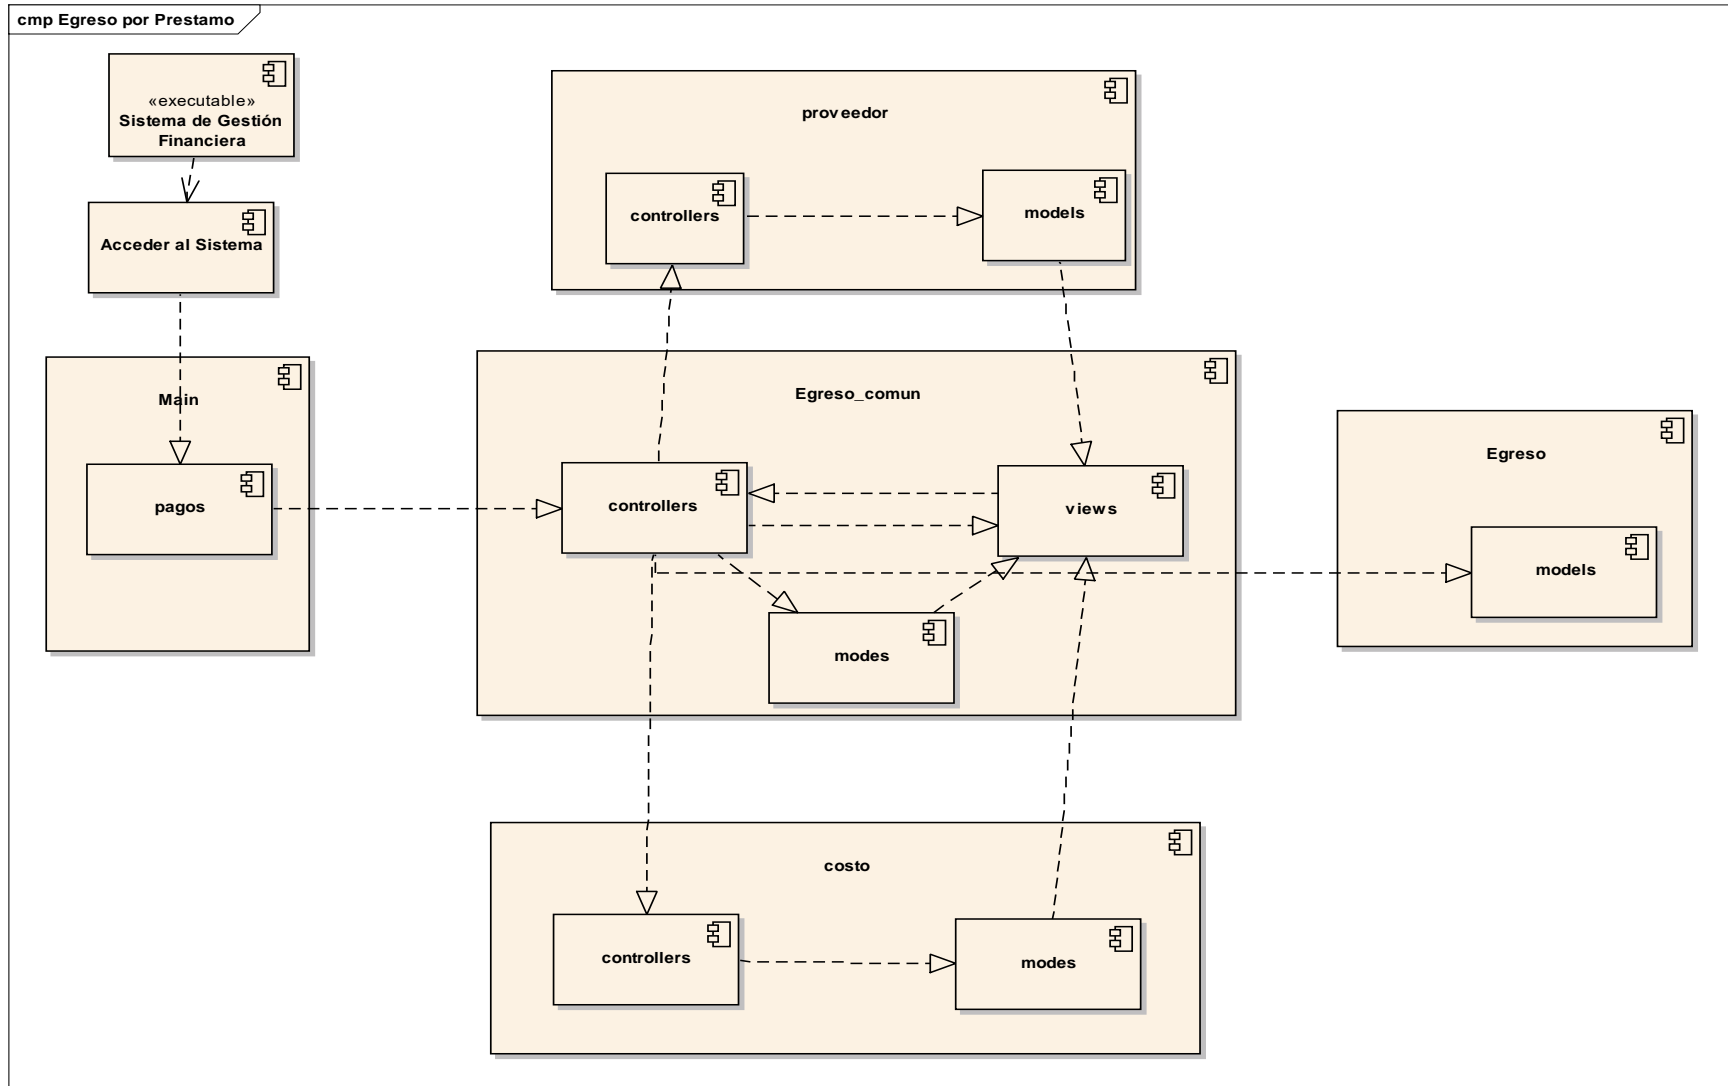 cmp Egreso por Prestamo
«executable»
Sistema de Gestión
Financiera
Acceder al Sistema
Main
pagos
proveedor
controllers
models
Egreso_comun
controllers
views
modes
Egreso
models
costo
controllers
modes